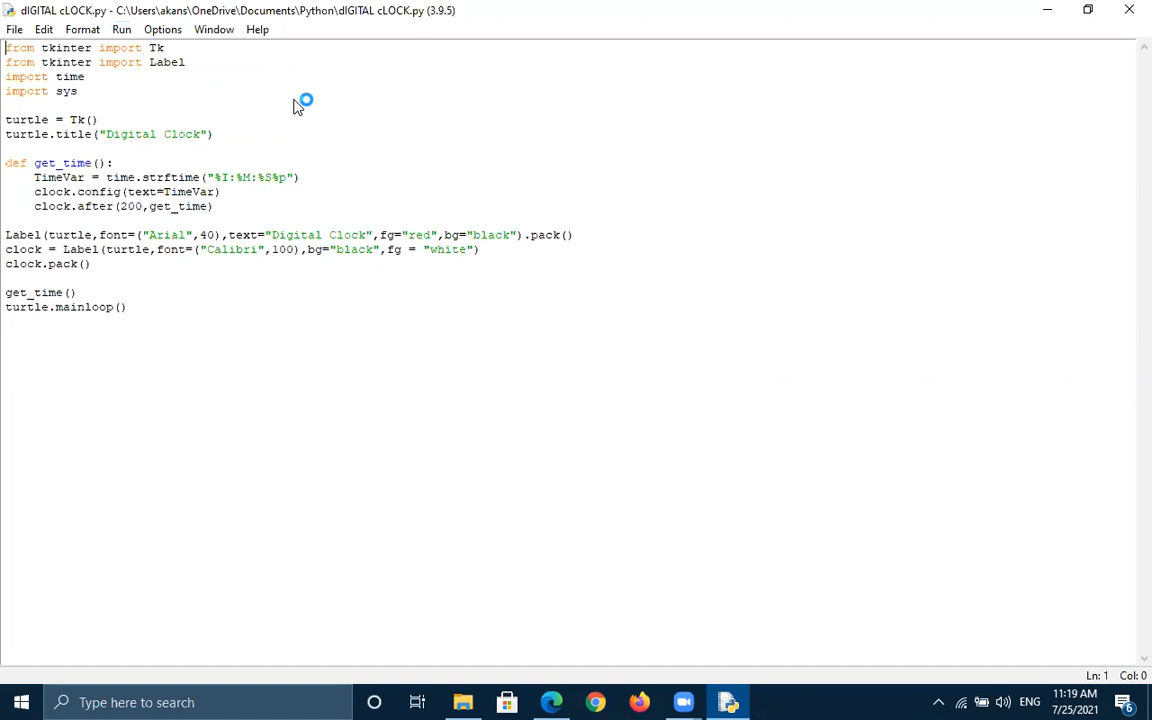 dIGITAL cLOCK.py - C:\Users\akans\OneDrive\Documents\Python\dIGITAL cLOCK.py (3.9.5)
File Edit Format Run Options Window Help
from tkinter import Tk
from tkinter import Label
import time
import sys
turtle = Tk()
turtle.title("Digital Clock")
def get_time():
    TimeVar = time.strftime("%I:%M:%S%p")
    clock.config(text=TimeVar)
    clock.after(200,get_time)
Label(turtle,font=("Arial",40),text="Digital Clock",fg="red",bg="black").pack()
clock = Label(turtle,font=("Calibri",100),bg="black",fg = "white")
clock.pack()
get_time()
turtle.mainloop()
Ln: 1 Col: 0
Type here to search
ENG
11:19 AM
7/25/2021
6